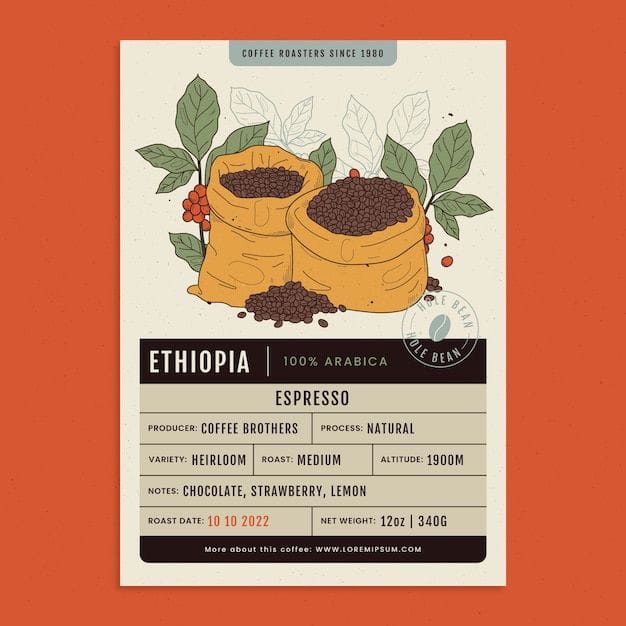 COFFEE ROASTERS SINCE 1980
HOLE BEAN
HOLE BEAN
ETHIOPIA | 100% ARABICA
ESPRESSO
PRODUCER: COFFEE BROTHERS PROCESS: NATURAL
VARIETY: HEIRLOOM ROAST: MEDIUM ALTITUDE: 1900M
NOTES: CHOCOLATE, STRAWBERRY, LEMON
ROAST DATE: 10 10 2022 NET WEIGHT: 12oz | 340G
More about this coffee: WWW.LOREMIPSUM.COM